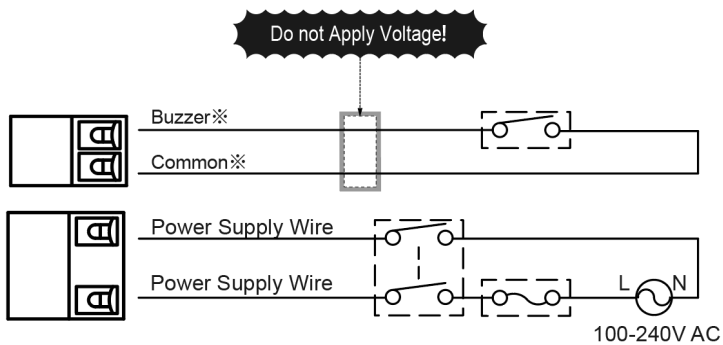 Do not Apply Voltage!
Buzzer※
Common※
Power Supply Wire
Power Supply Wire
L N
100-240V AC